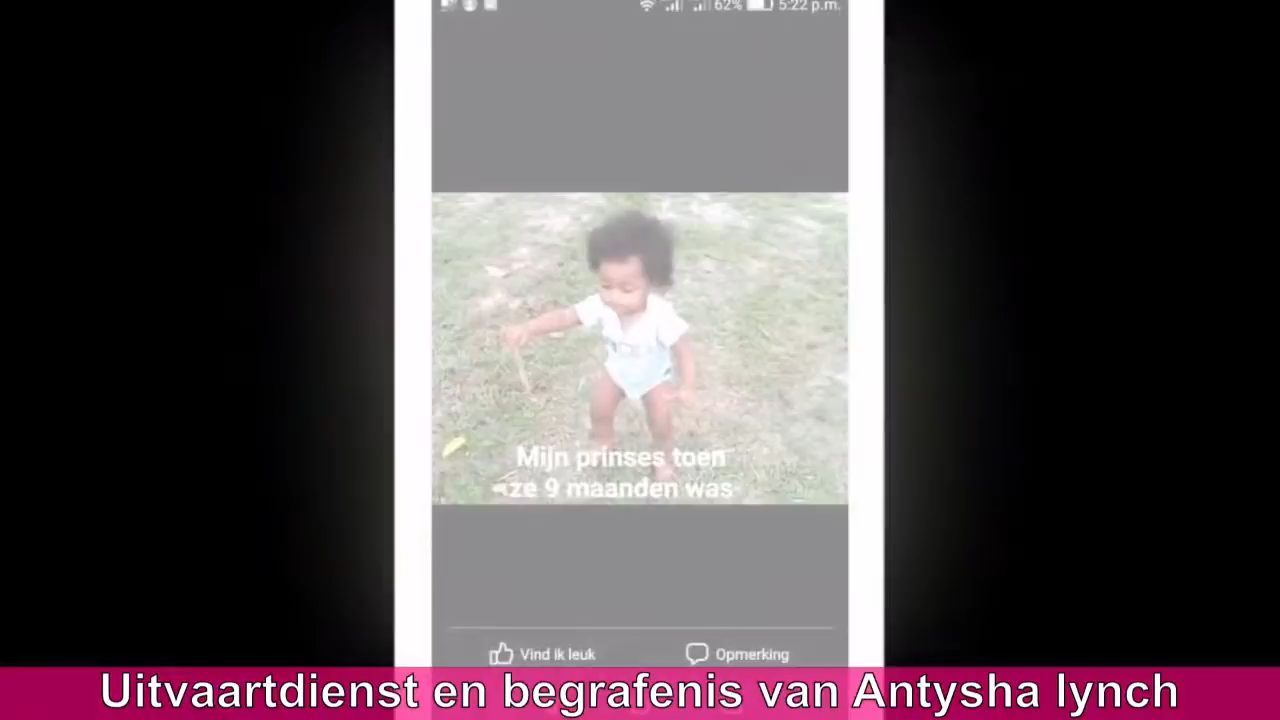 62% 5:22 p.m.
Mijn prinses toen
ze 9 maanden was
Vind ik leuk Opmerking
Uitvaartdienst en begrafenis van Antysha lynch